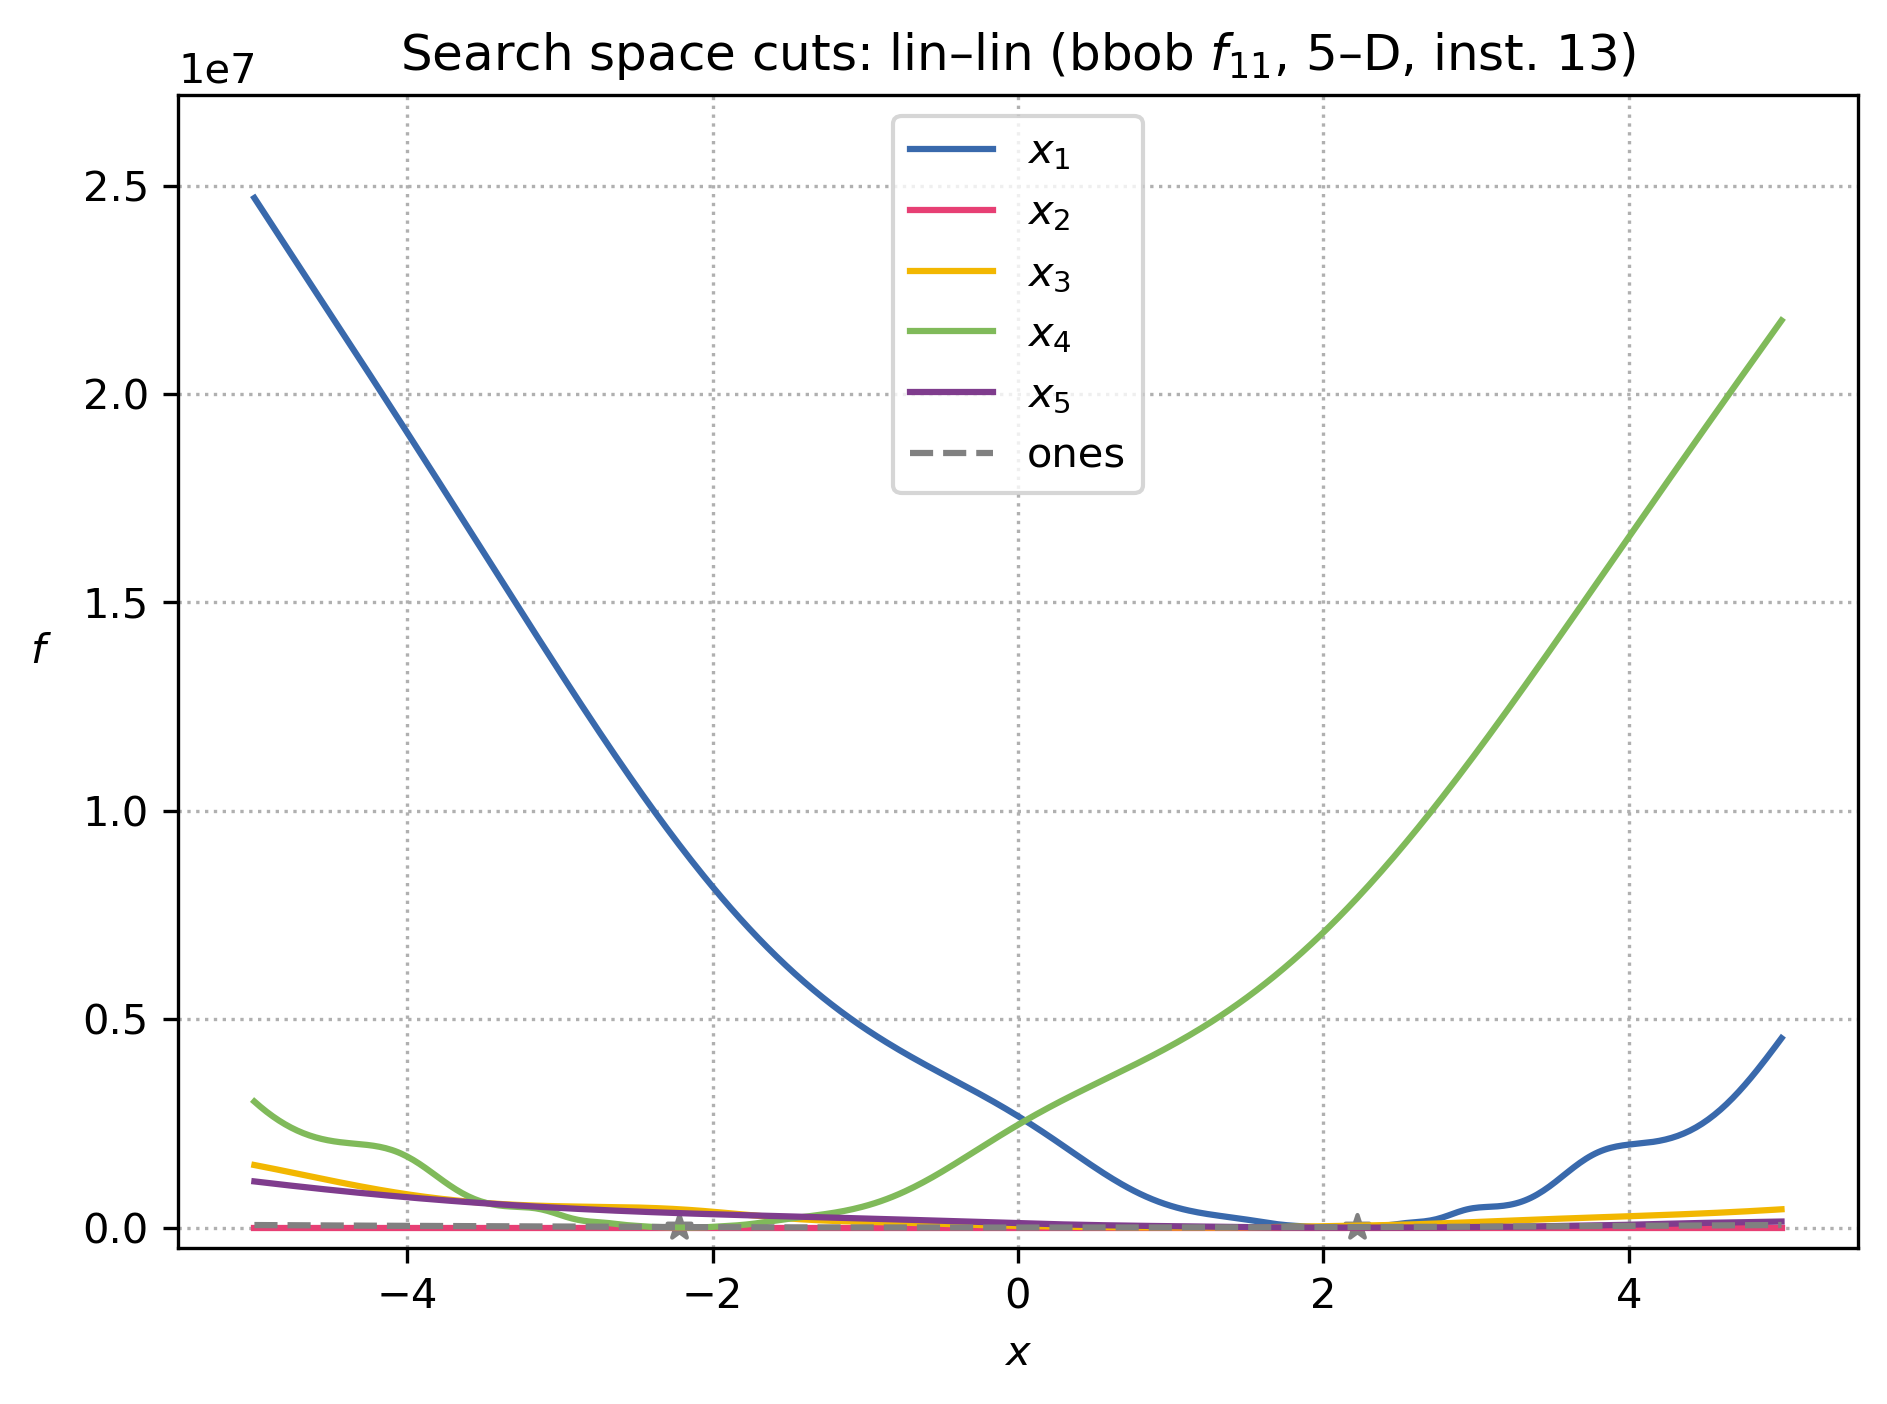 Search space cuts: lin–lin (bbob f11, 5–D, inst. 13)
1e7
x1
x2
x3
x4
x5
ones
2.5
2.0
1.5
1.0
0.5
0.0
f
−4 −2 0 2 4
x